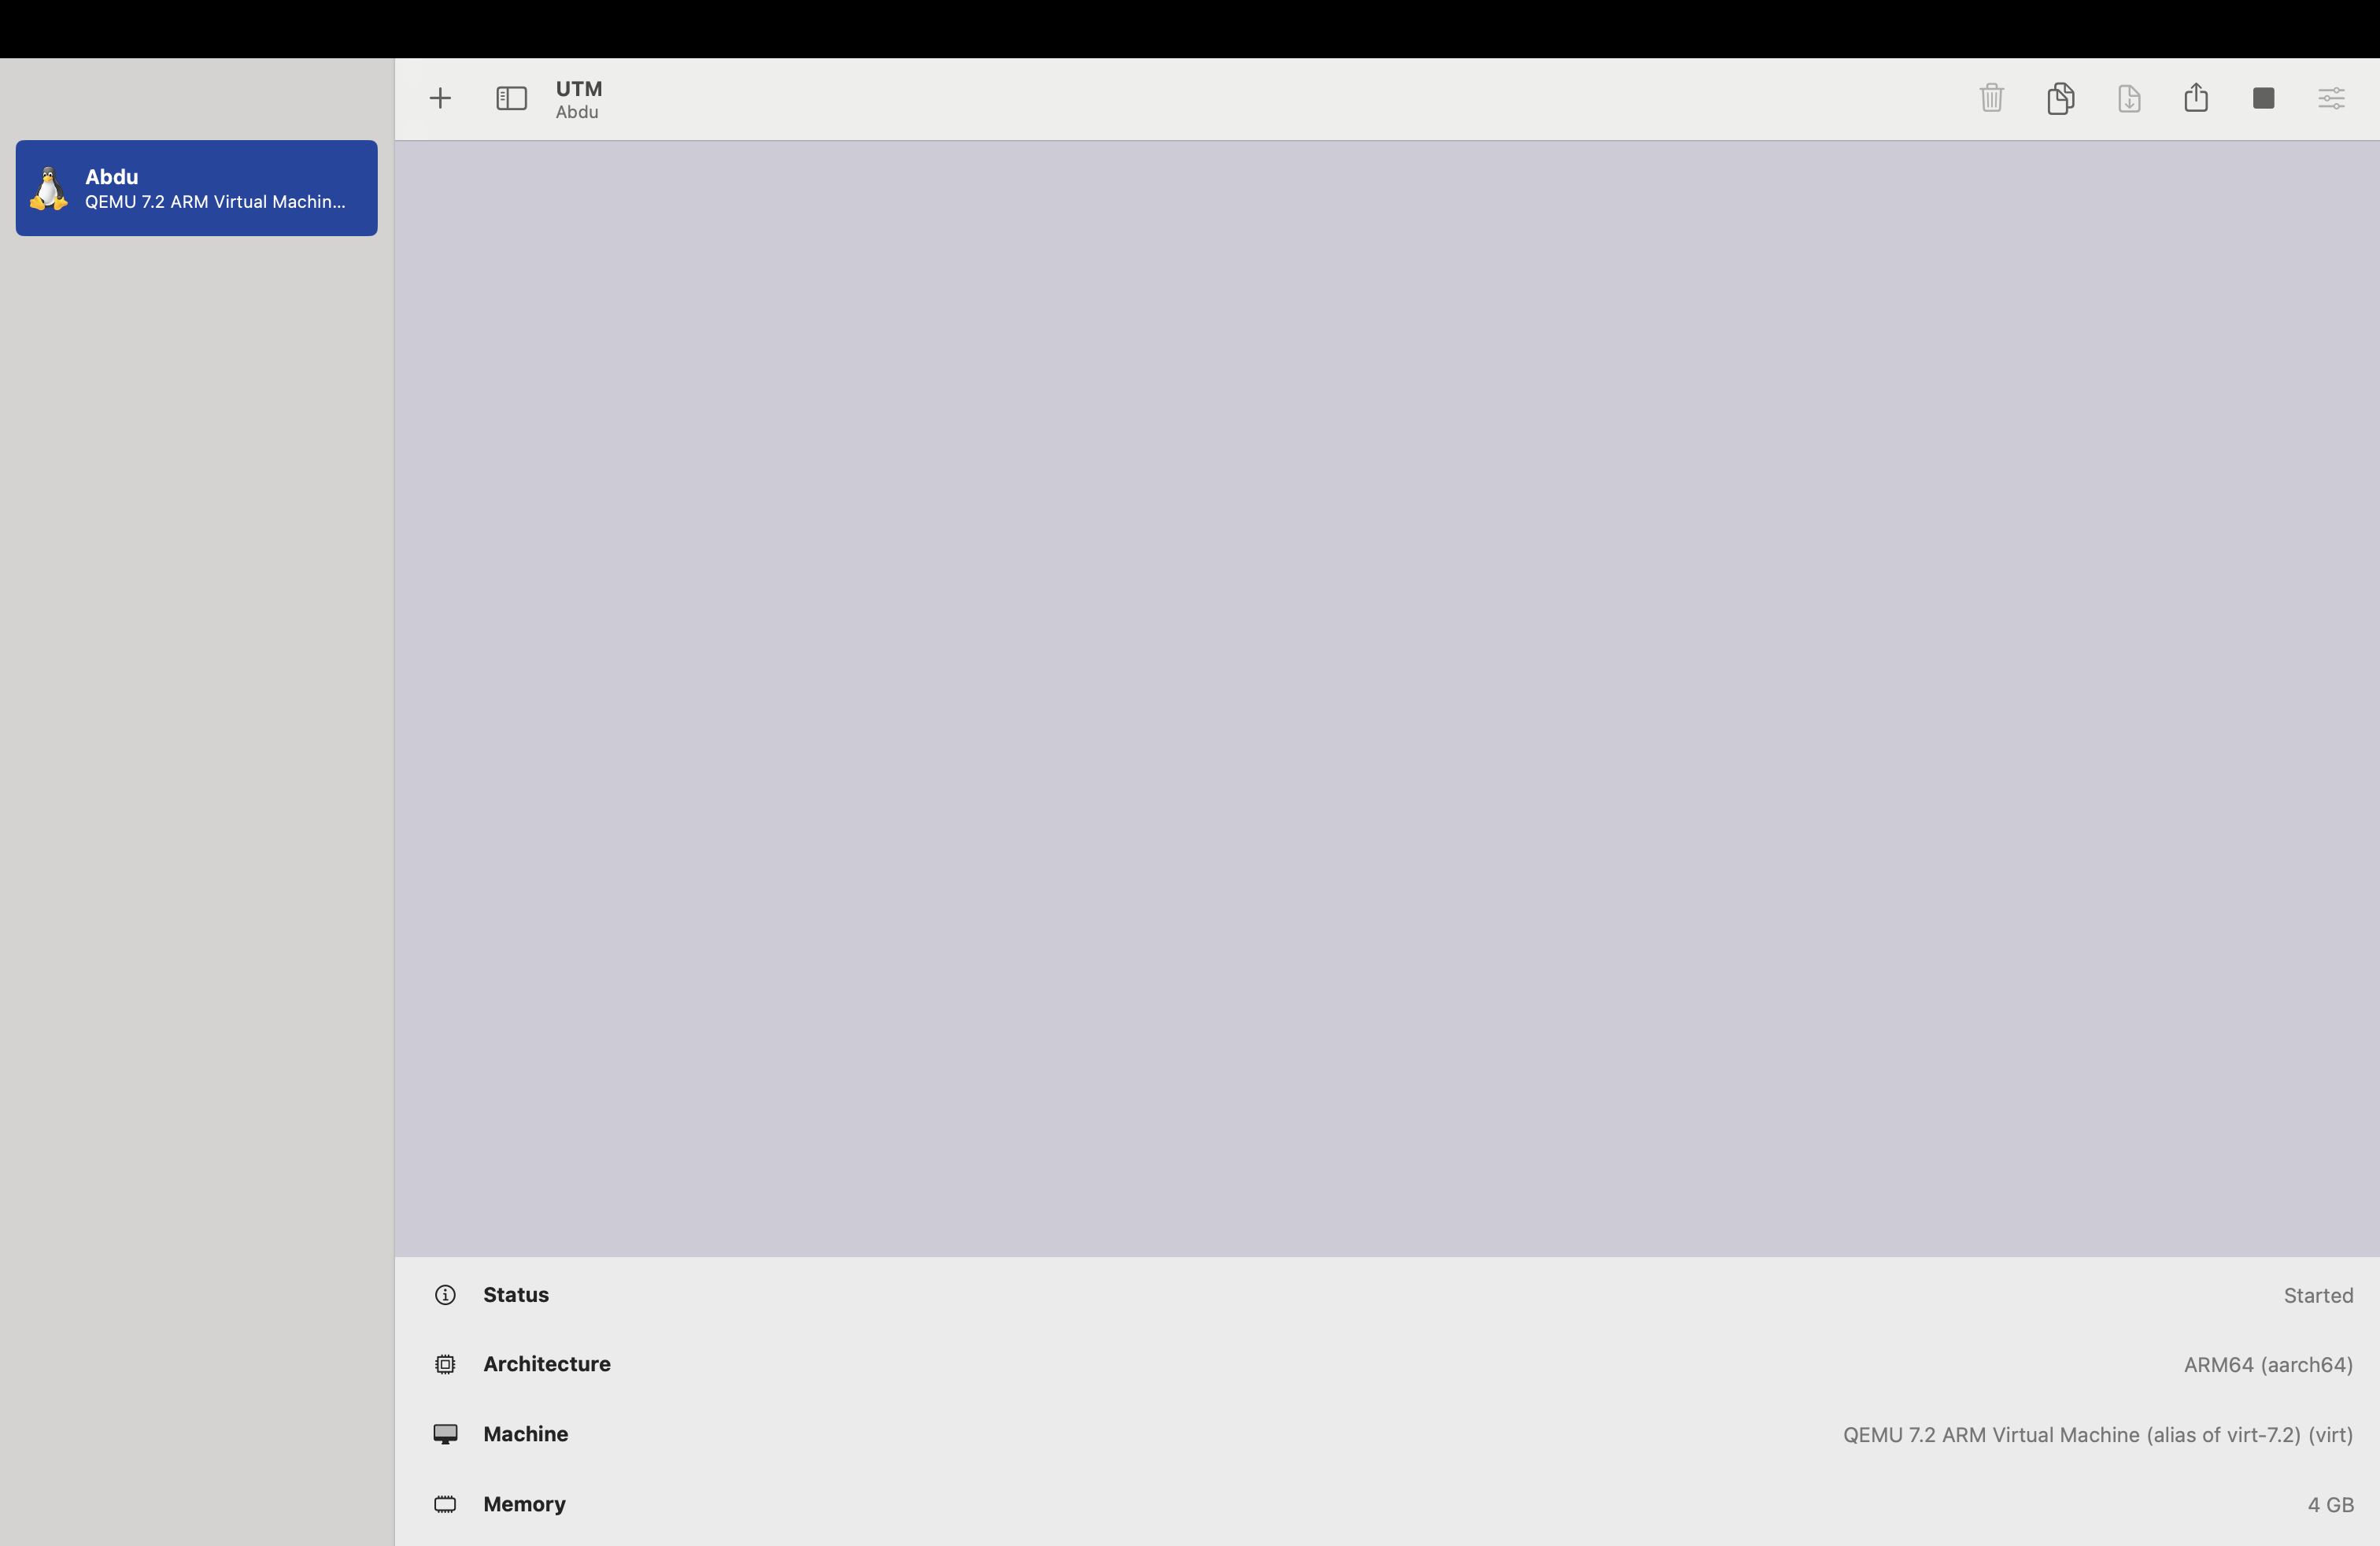 UTM
Abdu
Abdu
QEMU 7.2 ARM Virtual Machin...
Status
Started
Architecture
ARM64 (aarch64)
Machine
QEMU 7.2 ARM Virtual Machine (alias of virt-7.2) (virt)
Memory
4 GB